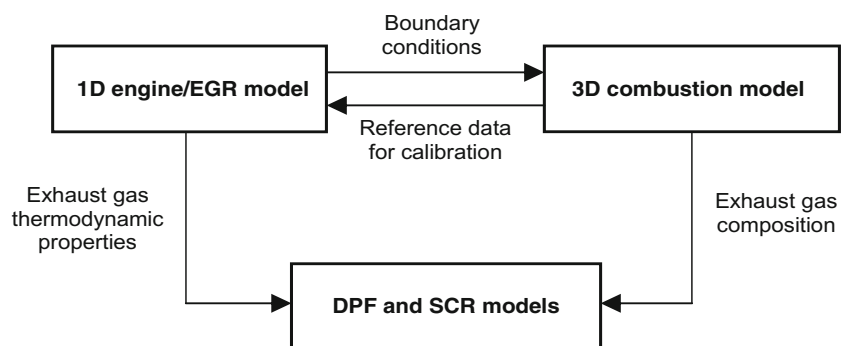 Boundary
conditions
1D engine/EGR model
3D combustion model
Reference data
for calibration
Exhaust gas
thermodynamic
properties
Exhaust gas
composition
DPF and SCR models